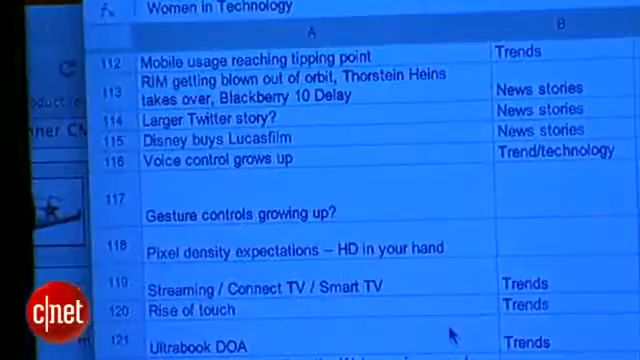 fx Women in Technology
A B
112 Mobile usage reaching tipping point Trends
113 RIM getting blown out of orbit, Thorstein Heins
takes over, Blackberry 10 Delay News stories
114 Larger Twitter story? News stories
115 Disney buys Lucasfilm News stories
116 Voice control grows up Trend/technology
117 Gesture controls growing up?
118 Pixel density expectations – HD in your hand
119 Streaming / Connect TV / Smart TV Trends
120 Rise of touch Trends
121 Ultrabook DOA Trends
c|net